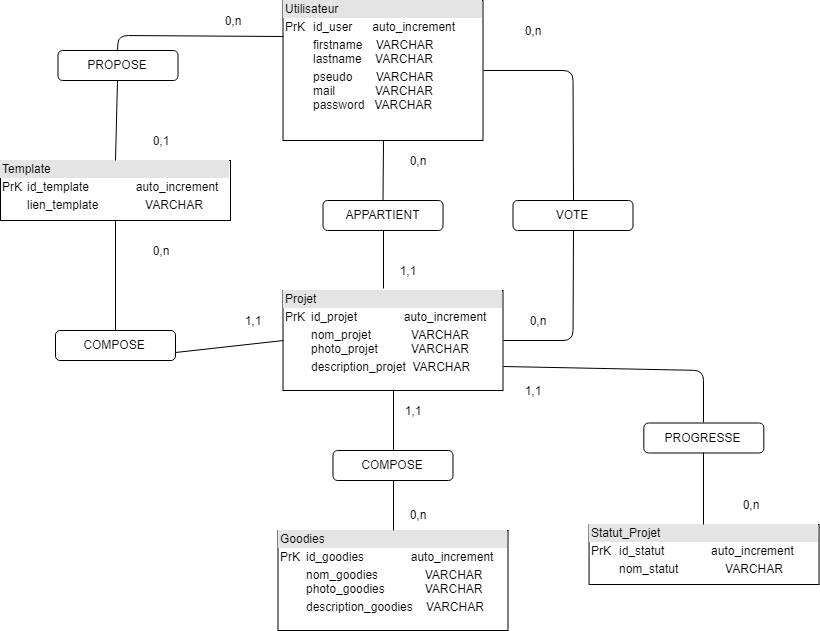 Utilisateur
PrK id_user auto_increment
firstname VARCHAR
lastname VARCHAR
pseudo VARCHAR
mail VARCHAR
password VARCHAR
0,n
0,n
PROPOSE
0,1
0,n
Template
PrK id_template auto_increment
lien_template VARCHAR
APPARTIENT
VOTE
0,n
1,1
Projet
PrK id_projet auto_increment
nom_projet VARCHAR
photo_projet VARCHAR
description_projet VARCHAR
1,1
0,n
COMPOSE
1,1
1,1
PROGRESSE
COMPOSE
0,n
0,n
Goodies
PrK id_goodies auto_increment
nom_goodies VARCHAR
photo_goodies VARCHAR
description_goodies VARCHAR
Statut_Projet
PrK id_statut auto_increment
nom_statut VARCHAR